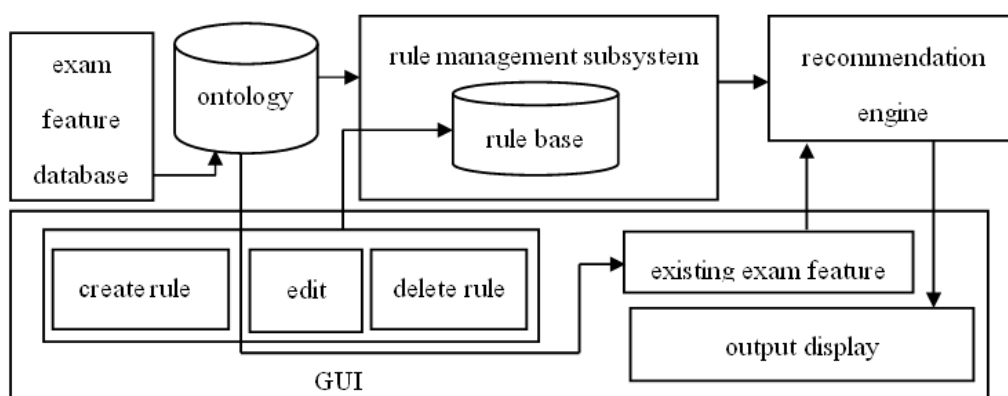 exam
feature
database
ontology
rule management subsystem
rule base
recommendation
engine
create rule
edit
delete rule
existing exam feature
output display
GUI